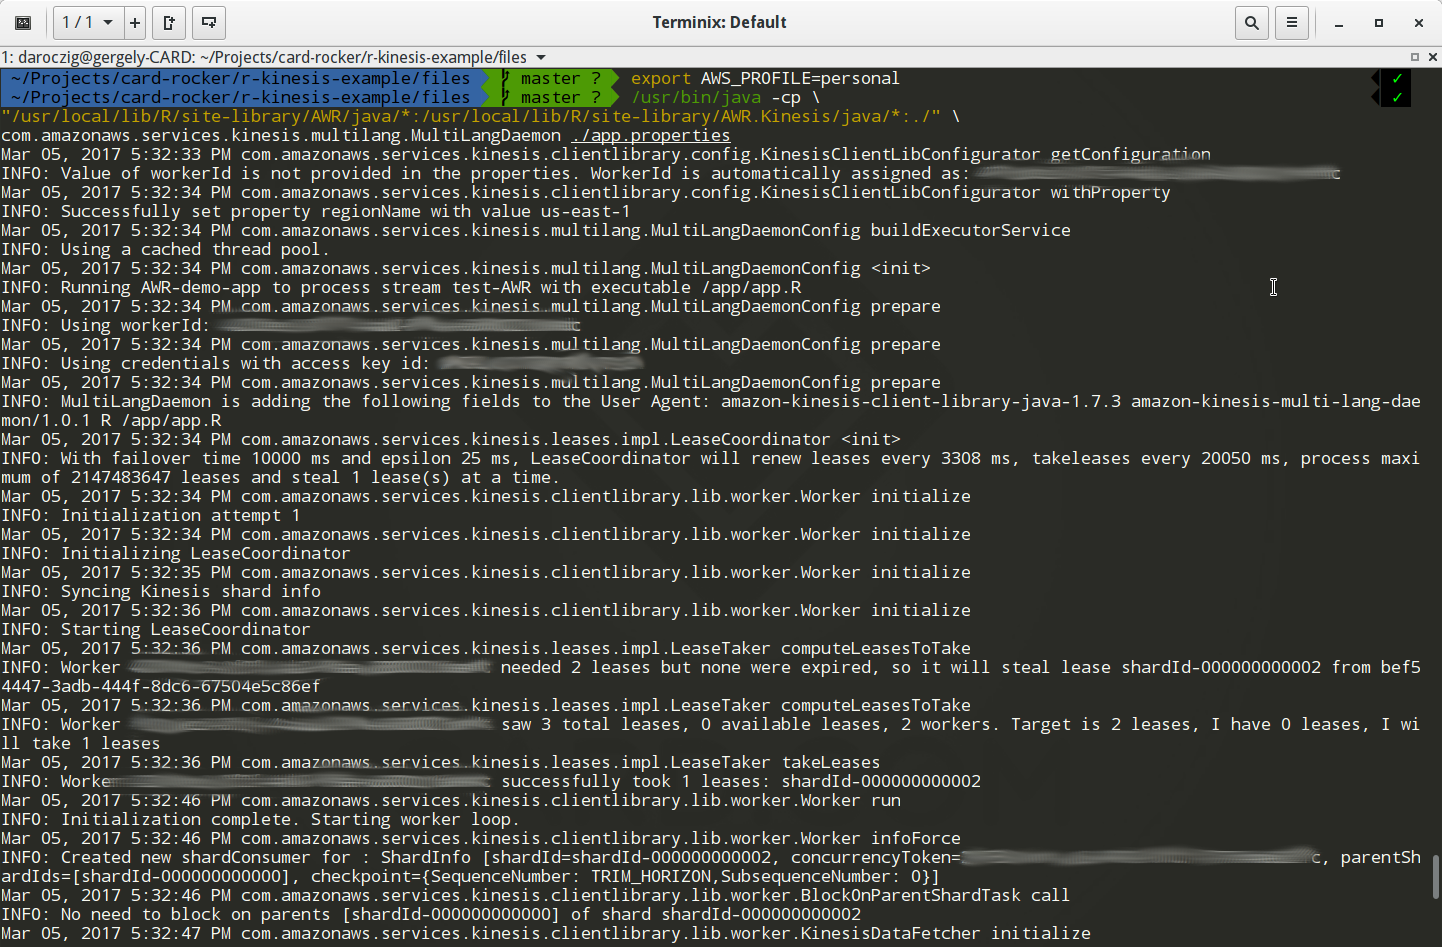 1 / 1
Terminix: Default
1: daroczig@gergely-CARD: ~/Projects/card-rocker/r-kinesis-example/files
~/Projects/card-rocker/r-kinesis-example/files master ? export AWS_PROFILE=personal ✓
~/Projects/card-rocker/r-kinesis-example/files master ? /usr/bin/java -cp \ ✓
"/usr/local/lib/R/site-library/AWR/java/*:/usr/local/lib/R/site-library/AWR.Kinesis/java/*:./" \
com.amazonaws.services.kinesis.multilang.MultiLangDaemon ./app.properties
Mar 05, 2017 5:32:33 PM com.amazonaws.services.kinesis.clientlibrary.config.KinesisClientLibConfigurator getConfiguration
INFO: Value of workerId is not provided in the properties. WorkerId is automatically assigned as:
Mar 05, 2017 5:32:34 PM com.amazonaws.services.kinesis.clientlibrary.config.KinesisClientLibConfigurator withProperty
INFO: Successfully set property regionName with value us-east-1
Mar 05, 2017 5:32:34 PM com.amazonaws.services.kinesis.multilang.MultiLangDaemonConfig buildExecutorService
INFO: Using a cached thread pool.
Mar 05, 2017 5:32:34 PM com.amazonaws.services.kinesis.multilang.MultiLangDaemonConfig <init>
INFO: Running AWR-demo-app to process stream test-AWR with executable /app/app.R
Mar 05, 2017 5:32:34 PM com.amazonaws.services.kinesis.multilang.MultiLangDaemonConfig prepare
INFO: Using workerId:
Mar 05, 2017 5:32:34 PM com.amazonaws.services.kinesis.multilang.MultiLangDaemonConfig prepare
INFO: Using credentials with access key id:
Mar 05, 2017 5:32:34 PM com.amazonaws.services.kinesis.multilang.MultiLangDaemonConfig prepare
INFO: MultiLangDaemon is adding the following fields to the User Agent: amazon-kinesis-client-library-java-1.7.3 amazon-kinesis-multi-lang-dae
mon/1.0.1 R /app/app.R
Mar 05, 2017 5:32:34 PM com.amazonaws.services.kinesis.leases.impl.LeaseCoordinator <init>
INFO: With failover time 10000 ms and epsilon 25 ms, LeaseCoordinator will renew leases every 3308 ms, takeleases every 20050 ms, process maxi
mum of 2147483647 leases and steal 1 lease(s) at a time.
Mar 05, 2017 5:32:34 PM com.amazonaws.services.kinesis.clientlibrary.lib.worker.Worker initialize
INFO: Initialization attempt 1
Mar 05, 2017 5:32:34 PM com.amazonaws.services.kinesis.clientlibrary.lib.worker.Worker initialize
INFO: Initializing LeaseCoordinator
Mar 05, 2017 5:32:35 PM com.amazonaws.services.kinesis.clientlibrary.lib.worker.Worker initialize
INFO: Syncing Kinesis shard info
Mar 05, 2017 5:32:36 PM com.amazonaws.services.kinesis.clientlibrary.lib.worker.Worker initialize
INFO: Starting LeaseCoordinator
Mar 05, 2017 5:32:36 PM com.amazonaws.services.kinesis.leases.impl.LeaseTaker computeLeasesToTake
INFO: Worker needed 2 leases but none were expired, so it will steal lease shardId-000000000002 from bef5
4447-3adb-444f-8dc6-67504e5c86ef
Mar 05, 2017 5:32:36 PM com.amazonaws.services.kinesis.leases.impl.LeaseTaker computeLeasesToTake
INFO: Worker saw 3 total leases, 0 available leases, 2 workers. Target is 2 leases, I have 0 leases, I wi
ll take 1 leases
Mar 05, 2017 5:32:36 PM com.amazonaws.services.kinesis.leases.impl.LeaseTaker takeLeases
INFO: Worke successfully took 1 leases: shardId-000000000002
Mar 05, 2017 5:32:46 PM com.amazonaws.services.kinesis.clientlibrary.lib.worker.Worker run
INFO: Initialization complete. Starting worker loop.
Mar 05, 2017 5:32:46 PM com.amazonaws.services.kinesis.clientlibrary.lib.worker.Worker infoForce
INFO: Created new shardConsumer for : ShardInfo [shardId=shardId-000000000002, concurrencyToken= c, parentSh
ardIds=[shardId-000000000000], checkpoint={SequenceNumber: TRIM_HORIZON,SubsequenceNumber: 0}]
Mar 05, 2017 5:32:46 PM com.amazonaws.services.kinesis.clientlibrary.lib.worker.BlockOnParentShardTask call
INFO: No need to block on parents [shardId-000000000000] of shard shardId-000000000002
Mar 05, 2017 5:32:47 PM com.amazonaws.services.kinesis.clientlibrary.lib.worker.KinesisDataFetcher initialize